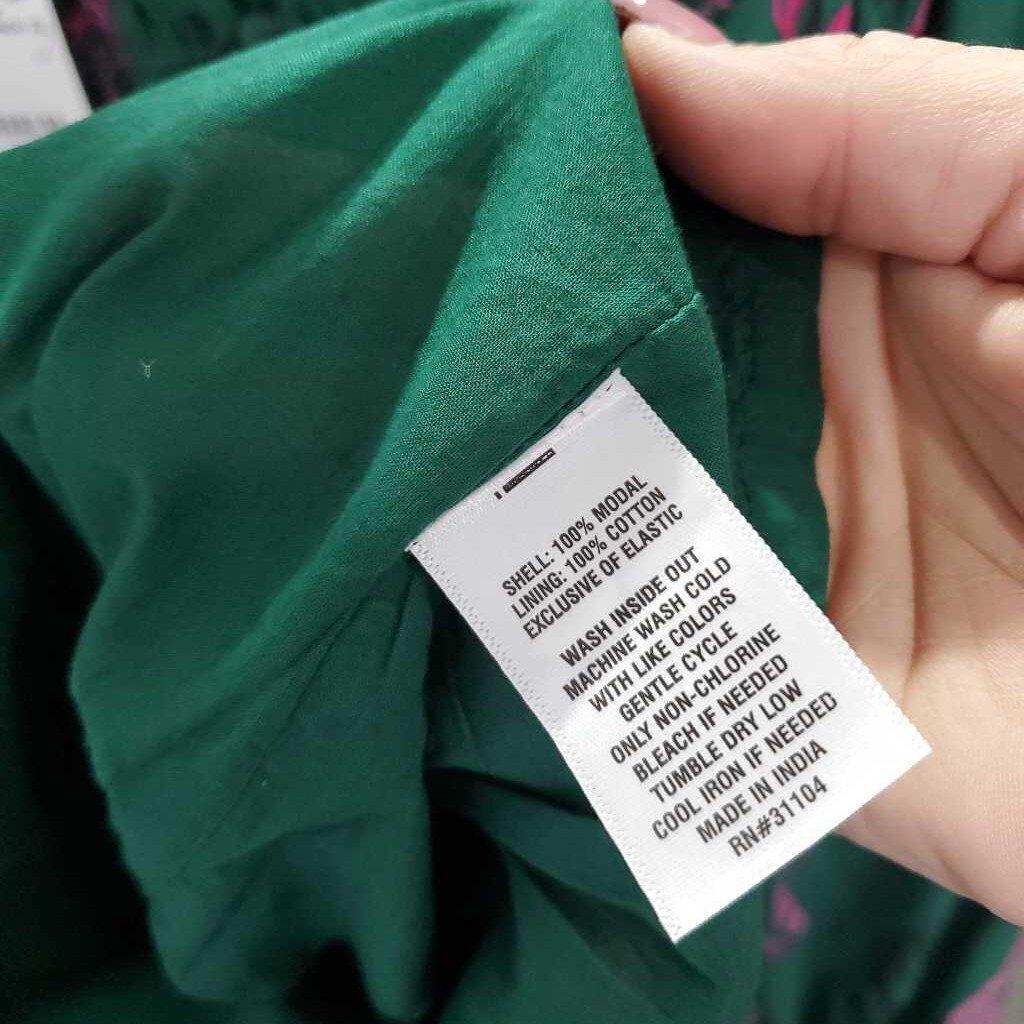 SHELL: 100% MODAL
LINING: 100% COTTON
EXCLUSIVE OF ELASTIC
WASH INSIDE OUT
MACHINE WASH COLD
WITH LIKE COLORS
GENTLE CYCLE
ONLY NON-CHLORINE
BLEACH IF NEEDED
TUMBLE DRY LOW
COOL IRON IF NEEDED
MADE IN INDIA
RN#31104